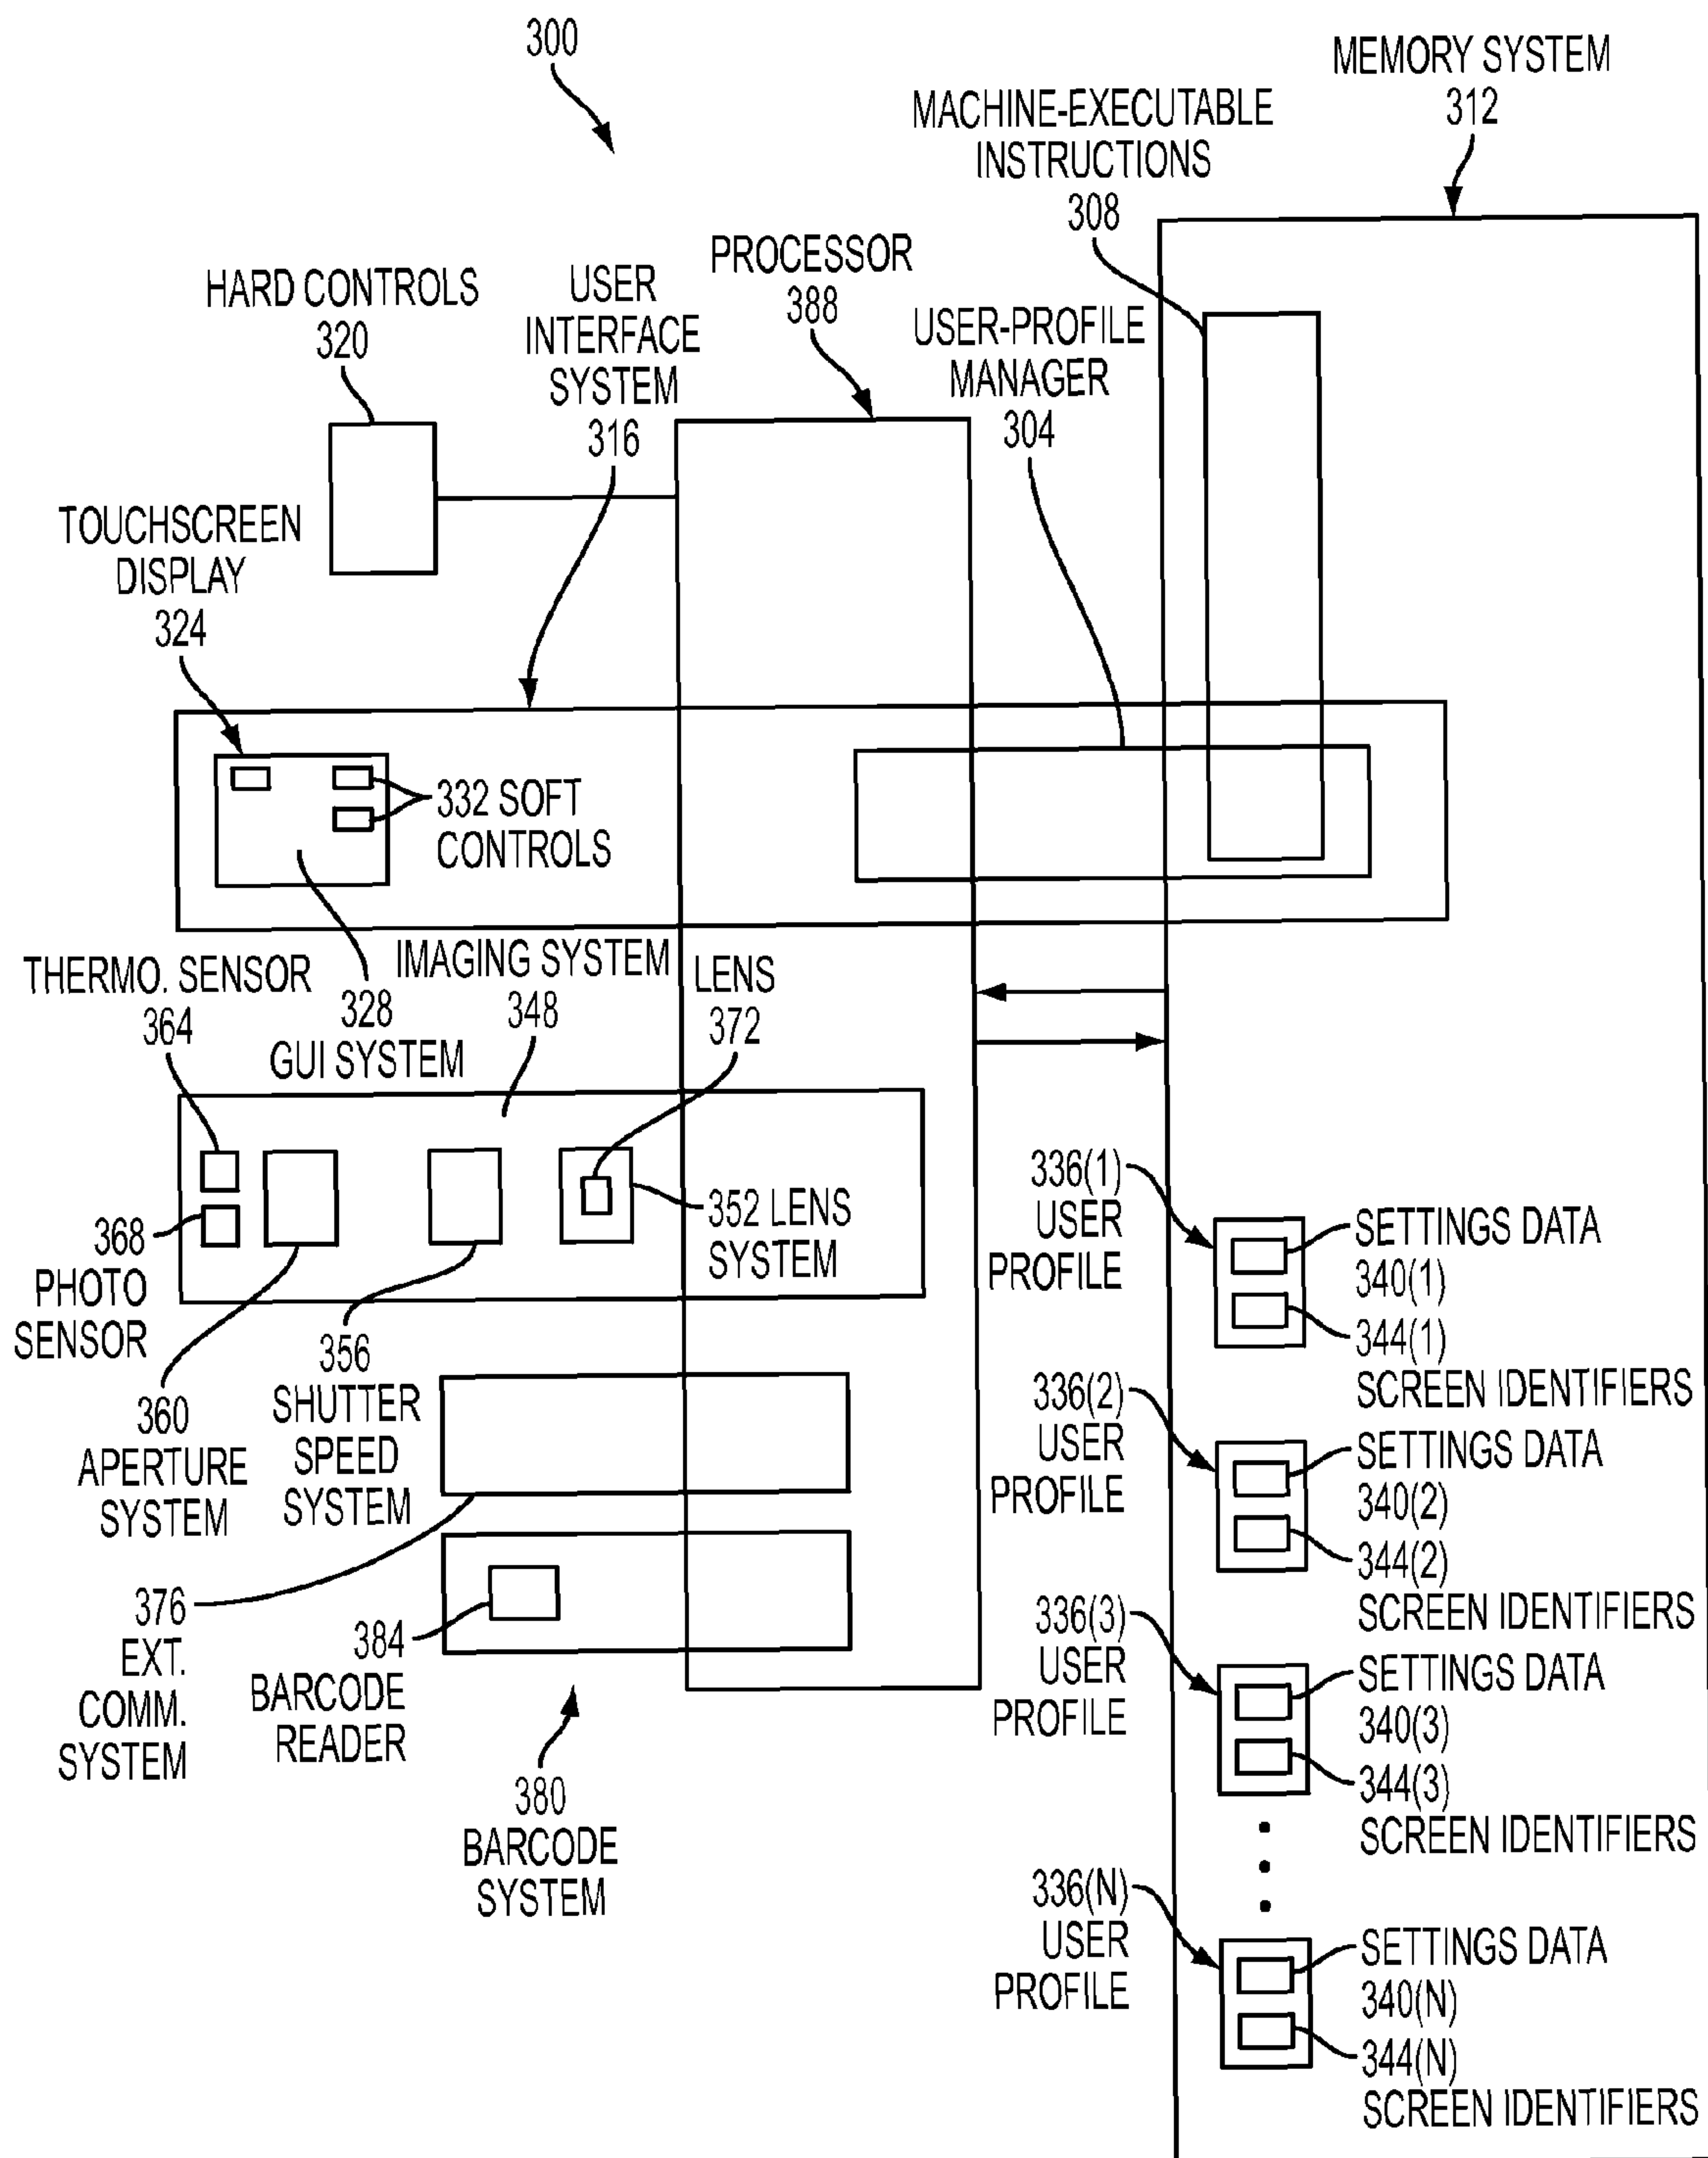 300
MEMORY SYSTEM
312
MACHINE-EXECUTABLE
INSTRUCTIONS
308
PROCESSOR
388
HARD CONTROLS
320
USER
INTERFACE
SYSTEM
316
USER-PROFILE
MANAGER
304
TOUCHSCREEN
DISPLAY
324
332 SOFT
CONTROLS
THERMO. SENSOR
364
328
GUI SYSTEM
IMAGING SYSTEM
348
LENS
372
352 LENS
SYSTEM
368
PHOTO
SENSOR
360
APERTURE
SYSTEM
356
SHUTTER
SPEED
SYSTEM
376
EXT.
COMM.
SYSTEM
384
BARCODE
READER
380
BARCODE
SYSTEM
336(1)
USER
PROFILE
SETTINGS DATA
340(1)
344(1)
SCREEN IDENTIFIERS
336(2)
USER
PROFILE
SETTINGS DATA
340(2)
344(2)
SCREEN IDENTIFIERS
336(3)
USER
PROFILE
SETTINGS DATA
340(3)
344(3)
SCREEN IDENTIFIERS
336(N)
USER
PROFILE
SETTINGS DATA
340(N)
344(N)
SCREEN IDENTIFIERS